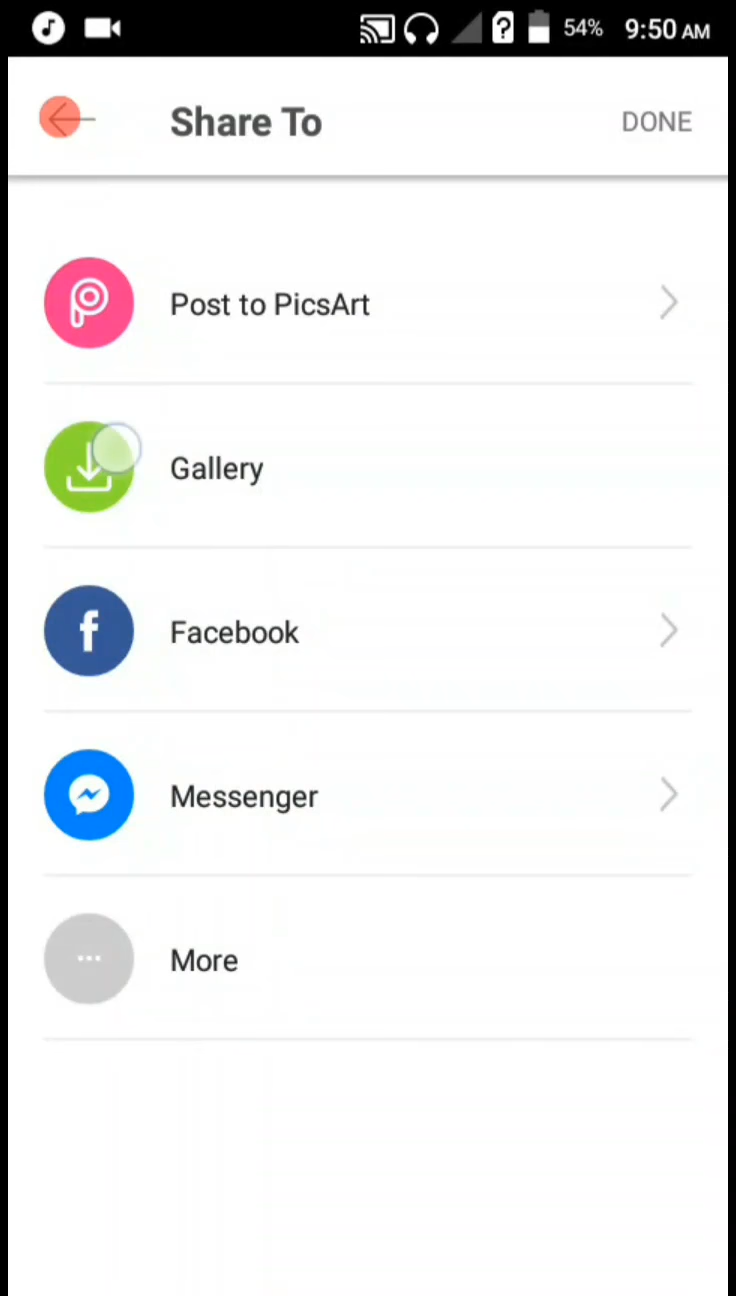 54% 9:50 AM
Share To DONE
Post to PicsArt
Gallery
Facebook
Messenger
More